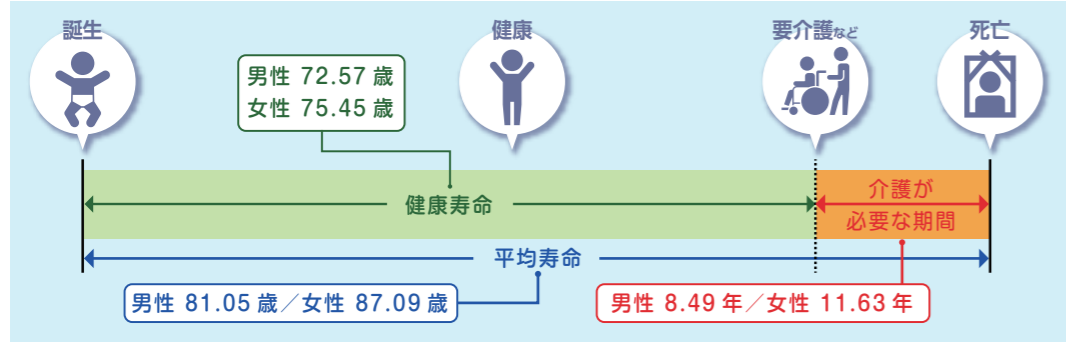 誕生
健康
要介護など
死亡
男性 72.57 歳
女性 75.45 歳
健康寿命
介護が
必要な期間
平均寿命
男性 81.05 歳／女性 87.09 歳
男性 8.49 年／女性 11.63 年